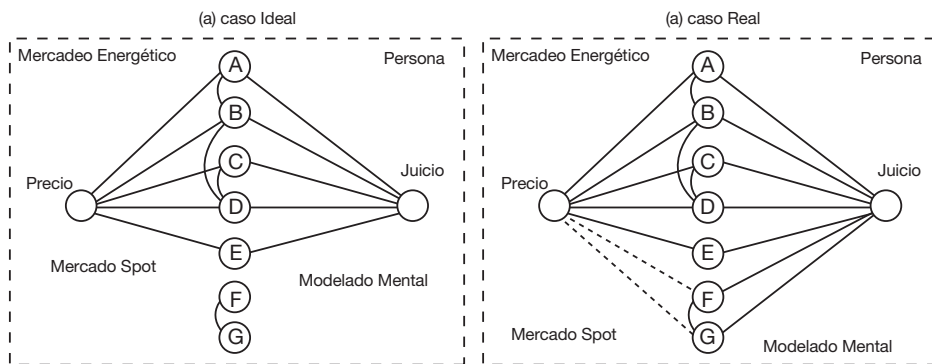 (a) caso Ideal
Mercadeo Energético
Persona
A
B
C
Precio
Juicio
D
E
Mercado Spot
Modelado Mental
F
G
(a) caso Real
Mercadeo Energético
Persona
A
B
C
Precio
Juicio
D
E
F
Mercado Spot
G
Modelado Mental